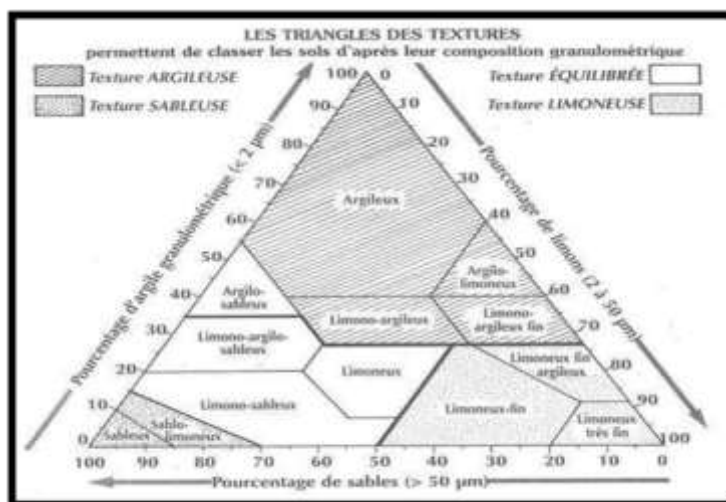 LES TRIANGLES DES TEXTURES
permettent de classer les sols d'après leur composition granulométrique
Texture ARGILEUSE
Texture SABLEUSE
Texture ÉQUILIBRÉE
Texture LIMONEUSE
100 0
90 10
80 20
70 30
60 40
50 50
40 60
30 70
20 80
10 90
0 100
Pourcentage d'argile granulométrique (< 2 µm)
Pourcentage de limons (2 à 50 µm)
Argileux
Argilo-
limoneux
Argilo-
sableux
Limono-argileux
Limono-
argileux fin
Limono-argilo-
sableux
Limoneux
Limoneux fin
argileux
Limono-sableux
Limoneux-fin
Limoneux
très fin
Sableux
Sablo-
limoneux
100 90 80 70 60 50 40 30 20 10 0
Pourcentage de sables (> 50 µm)